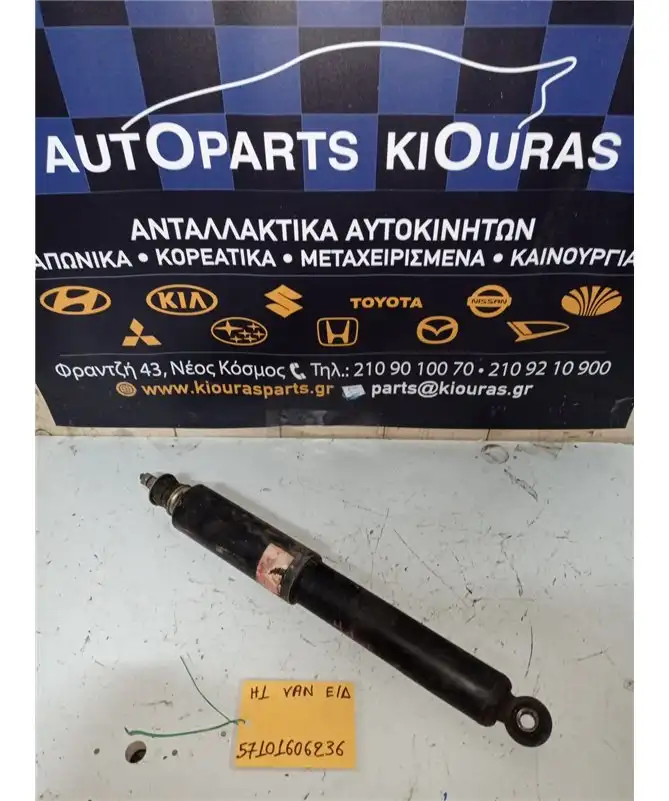 AUTOPARTS KIOURAS
ΑΝΤΑΛΛΑΚΤΙΚΑ ΑΥΤΟΚΙΝΗΤΩΝ
ΑΠΩΝΙΚΑ • ΚΟΡΕΑΤΙΚΑ • ΜΕΤΑΧΕΙΡΙΣΜΕΝΑ • ΚΑΙΝΟΥΡΓΙΑ
KIA TOYOTA NISSAN
SUBARU
Φραντζή 43, Νέος Κόσμος Τηλ.: 210 90 100 70 • 210 92 10 900
www.kiourasparts.gr parts@kiouras.gr
H1 VAN Ε/Δ
57101606236